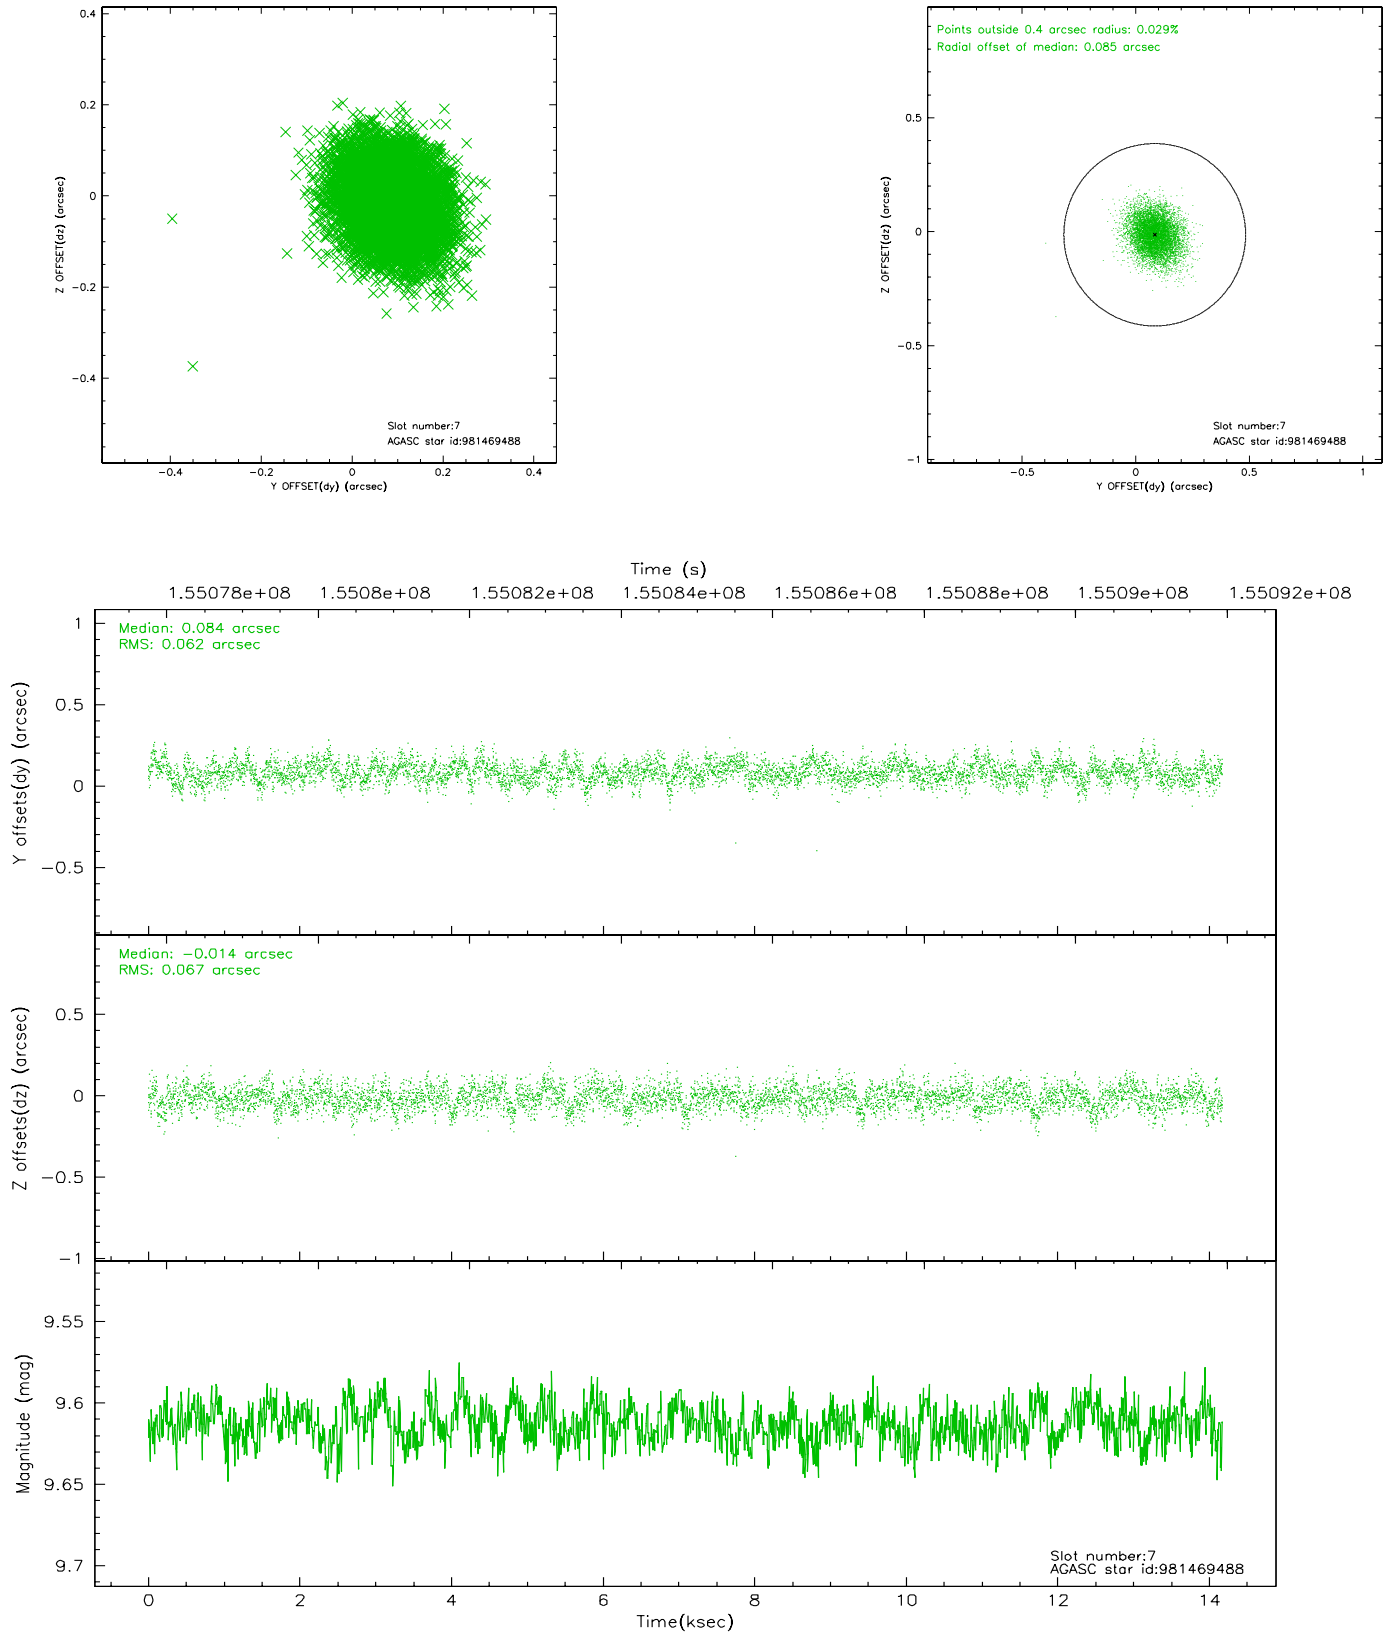 0.4
0.2
0
−0.2
−0.4
Z OFFSET(dz) (arcsec)
Slot number:7
AGASC star id:981469488
−0.4 −0.2 0 0.2 0.4
Y OFFSET(dy) (arcsec)
Points outside 0.4 arcsec radius: 0.029%
Radial offset of median: 0.085 arcsec
0.5
0
−0.5
−1
Z OFFSET(dz) (arcsec)
Slot number:7
AGASC star id:981469488
−0.5 0 0.5 1
Y OFFSET(dy) (arcsec)
Time (s)
1.55078e+08 1.5508e+08 1.55082e+08 1.55084e+08 1.55086e+08 1.55088e+08 1.5509e+08 1.55092e+08
Median: 0.084 arcsec
RMS: 0.062 arcsec
1
0.5
0
−0.5
Y offsets(dy) (arcsec)
Median: −0.014 arcsec
RMS: 0.067 arcsec
0.5
0
−0.5
−1
Z offsets(dz) (arcsec)
9.55
9.6
9.65
9.7
Magnitude (mag)
Slot number:7
AGASC star id:981469488
0 2 4 6 8 10 12 14
Time(ksec)